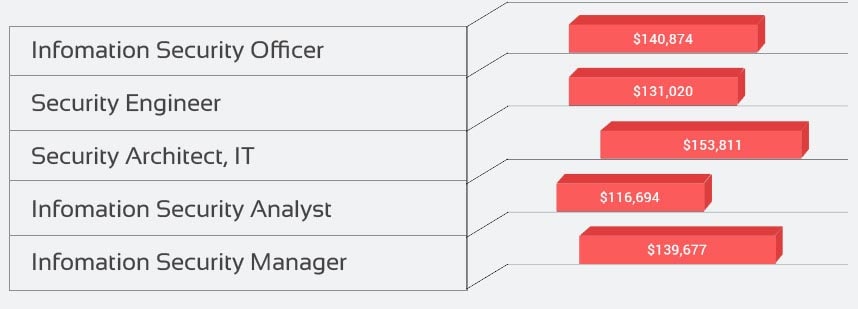 Infomation Security Officer
$140,874
Security Engineer
$131,020
Security Architect, IT
$153,811
Infomation Security Analyst
$116,694
Infomation Security Manager
$139,677